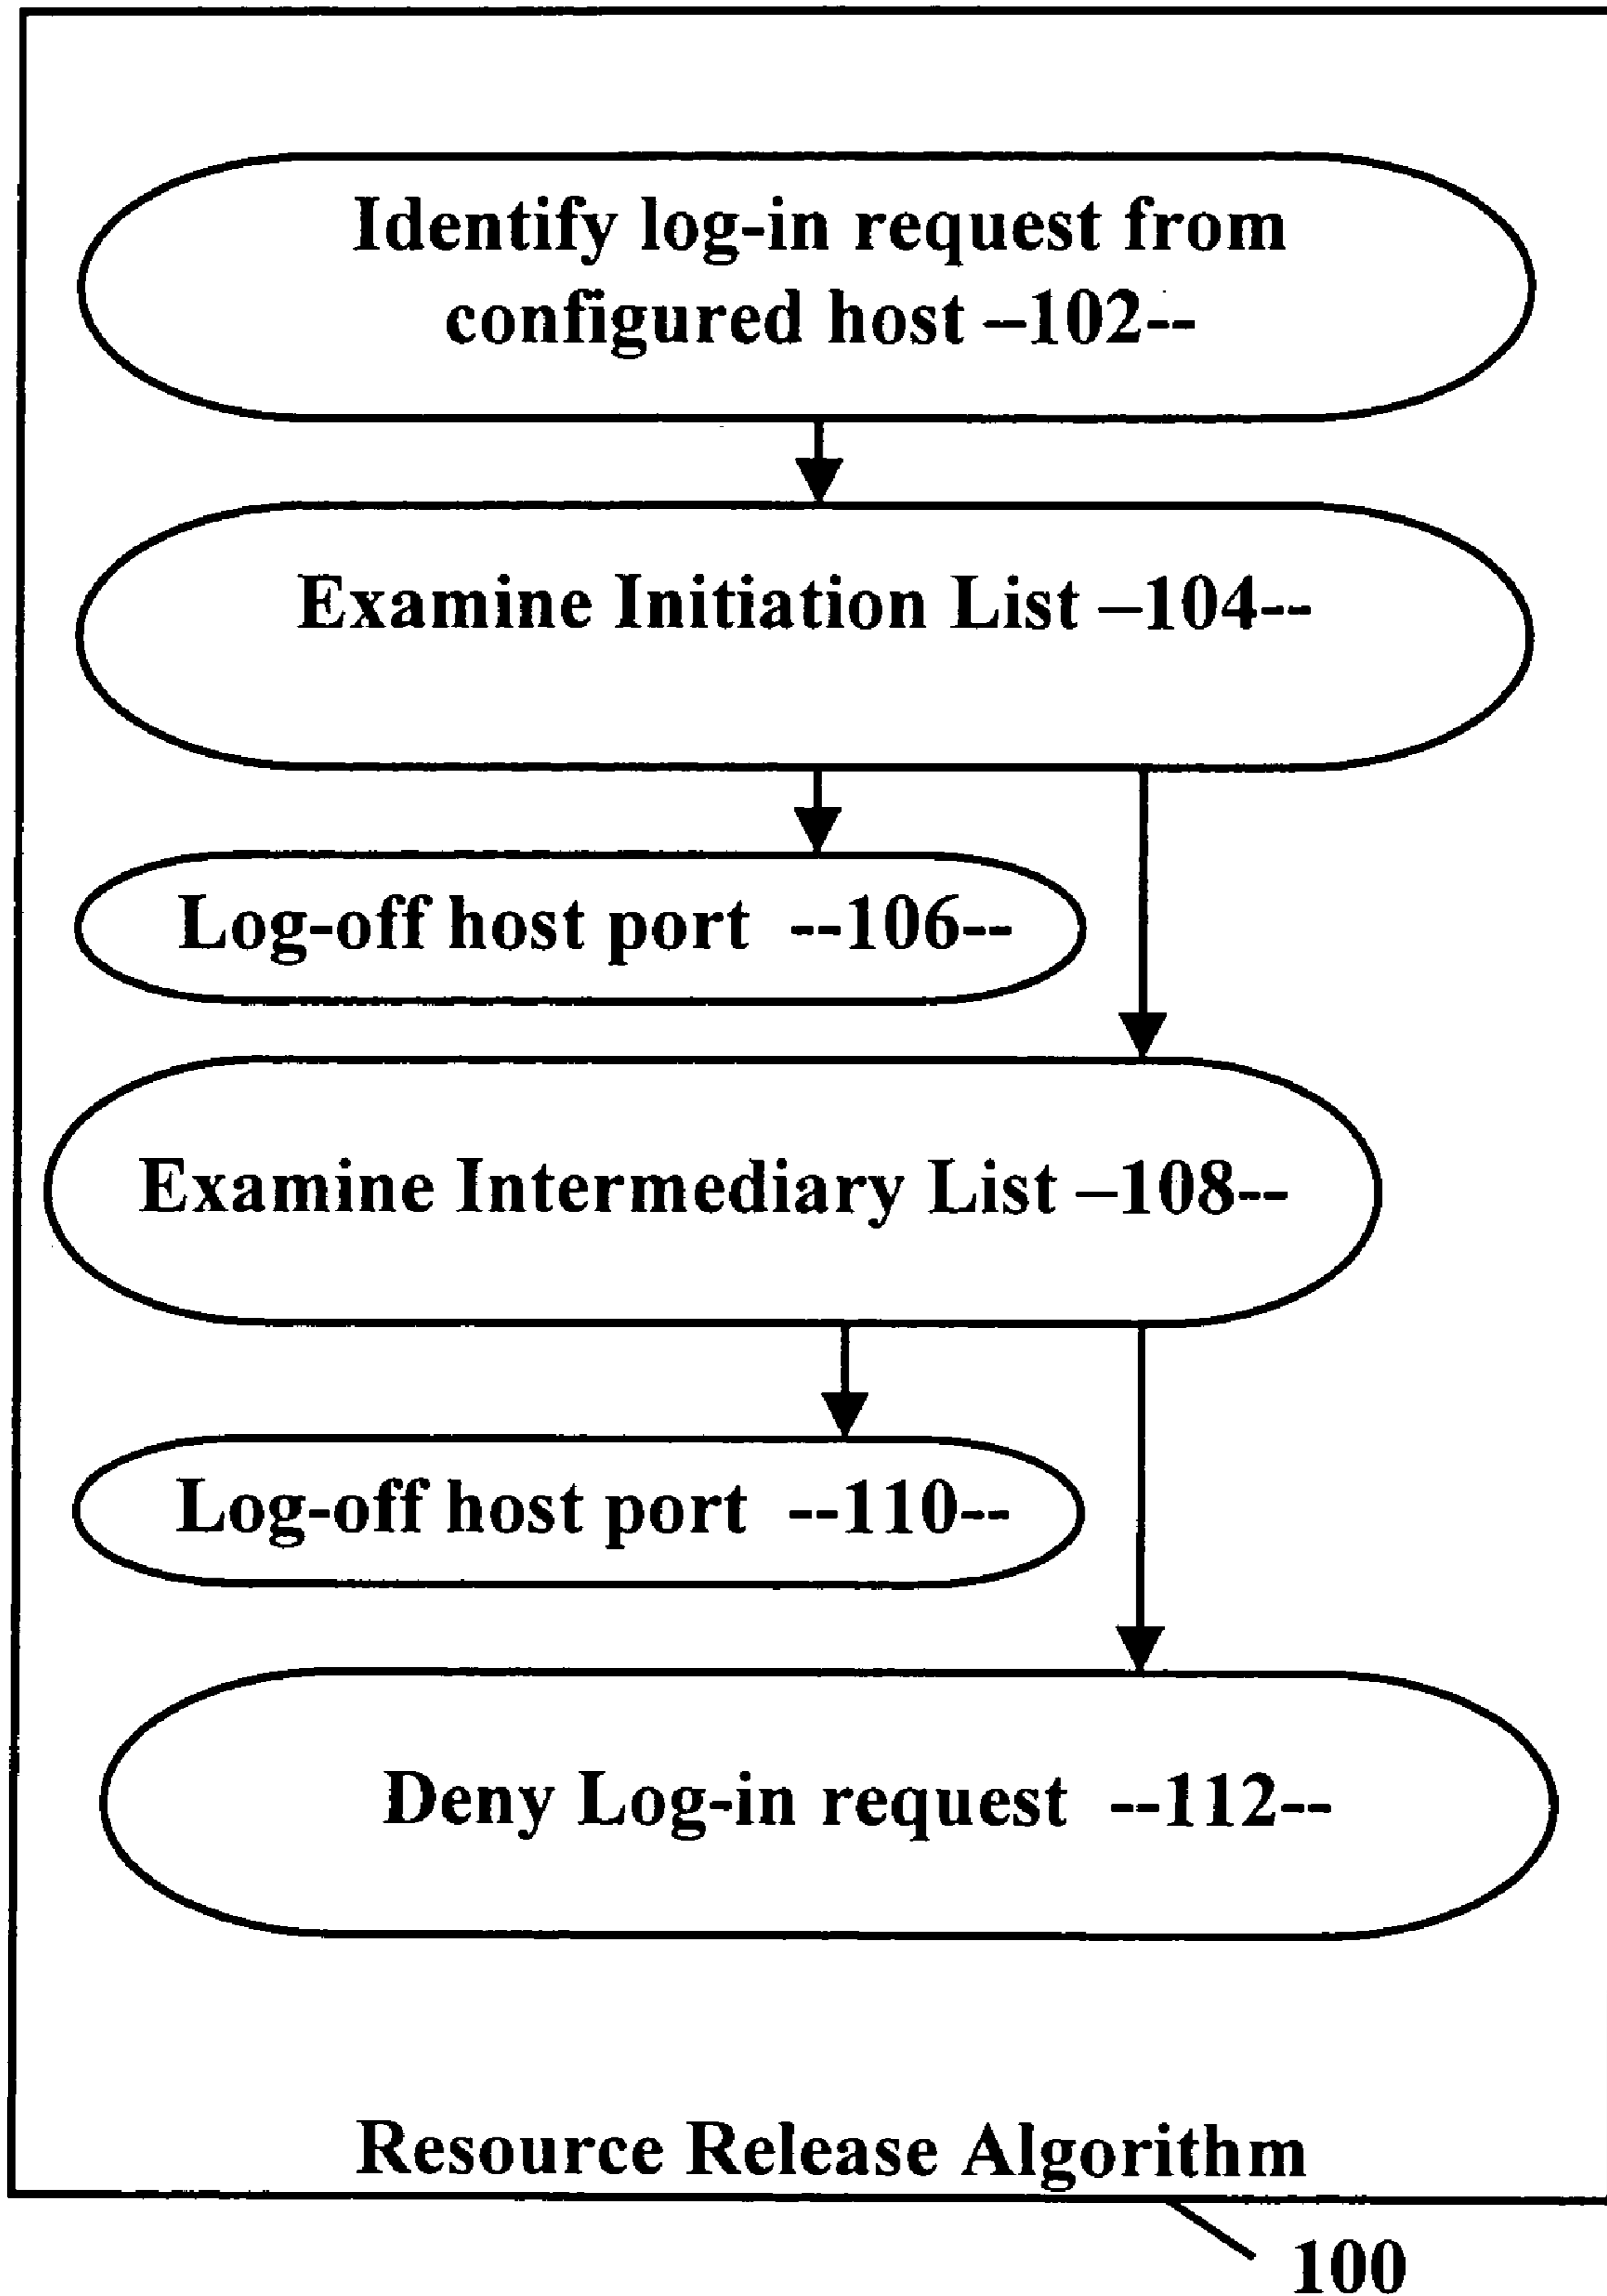 Identify log-in request from
configured host –102--
Examine Initiation List –104--
Log-off host port --106--
Examine Intermediary List –108--
Log-off host port --110--
Deny Log-in request --112--
Resource Release Algorithm
100